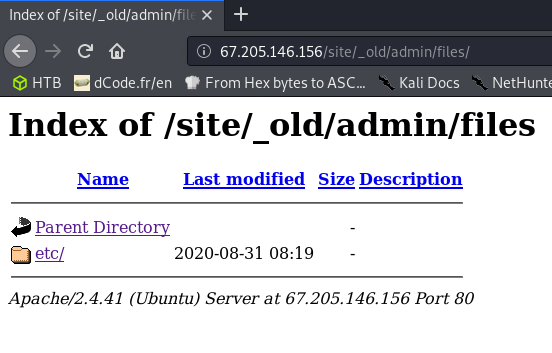 Index of /site/_old/admin/files
67.205.146.156/site/_old/admin/files/
HTB dCode.fr/en From Hex bytes to ASC... Kali Docs NetHunte
Index of /site/_old/admin/files
Name Last modified Size Description
Parent Directory -
etc/ 2020-08-31 08:19 -
Apache/2.4.41 (Ubuntu) Server at 67.205.146.156 Port 80